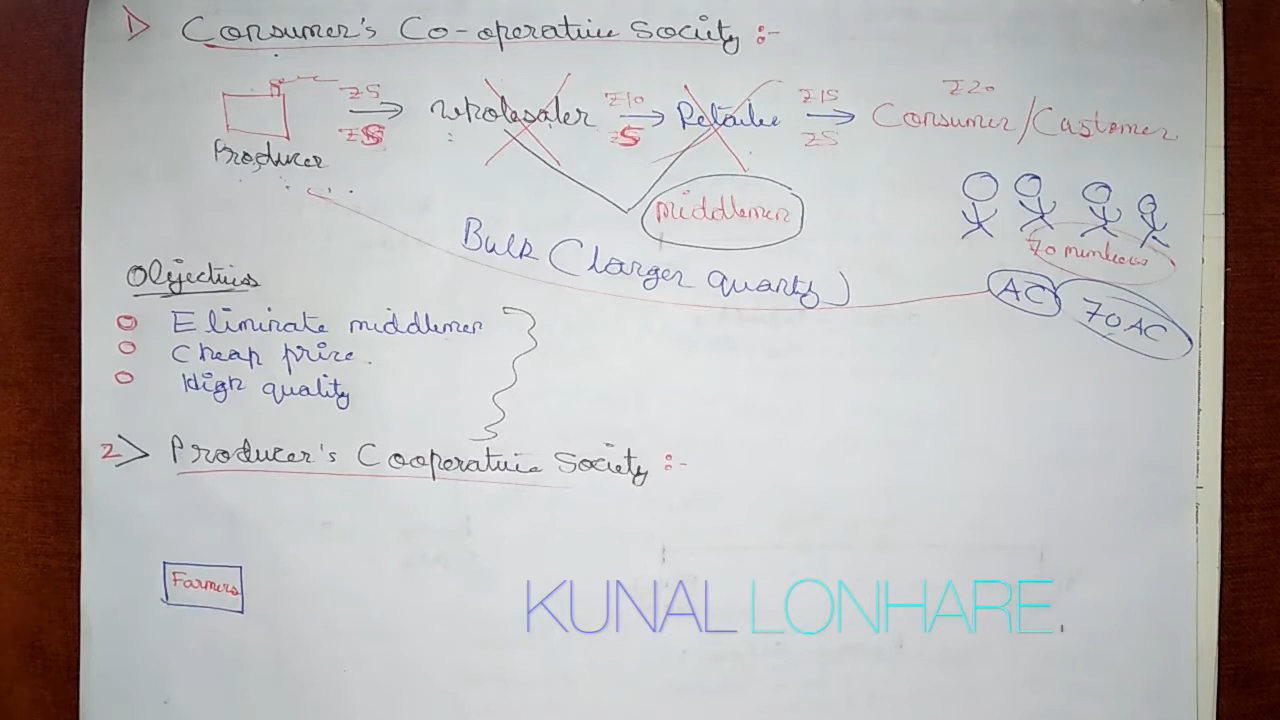 1) Consumer's Co-operative Society :-
₹20
₹5 ₹10 ₹15
Producer → wholesaler → Retailer → Consumer/Customer
₹5 ₹5 ₹5
middlemen
70 members
Bulk (larger quantity)
AC 70 AC
Objectives
○ Eliminate middlemen
○ Cheap price.
○ High quality
2> Producer's Cooperative Society :-
Farmers
KUNAL LONHARE.